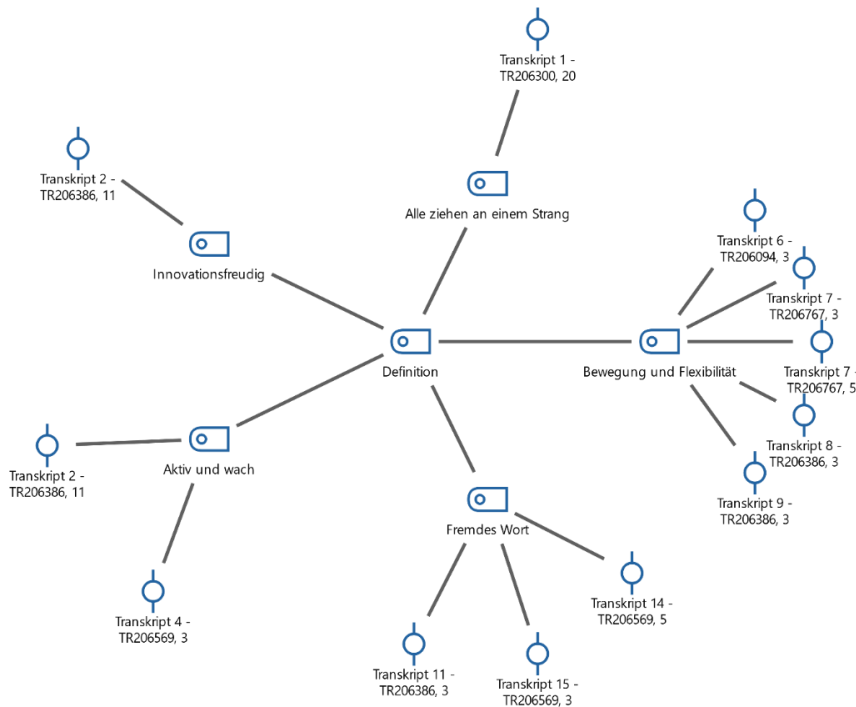 Transkript 1 -
TR206300, 20
Transkript 2 -
TR206386, 11
Alle ziehen an einem Strang
Transkript 6 -
TR206094, 3
Innovationsfreudig
Transkript 7 -
TR206767, 3
Definition
Bewegung und Flexibilität
Transkript 7 -
TR206767, 5
Transkript 8 -
TR206386, 3
Aktiv und wach
Transkript 2 -
TR206386, 11
Transkript 9 -
TR206386, 3
Fremdes Wort
Transkript 14 -
TR206569, 5
Transkript 4 -
TR206569, 3
Transkript 11 -
TR206386, 3
Transkript 15 -
TR206569, 3